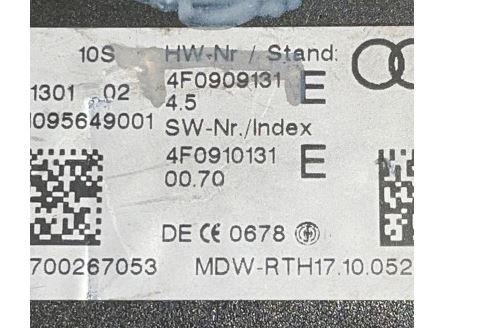 10S HW-Nr / Stand:
4F0909131 E
1301 02 4.5
095649001 SW-Nr./Index
4F0910131 E
00.70
DE CE 0678
700267053 MDW-RTH17.10.052